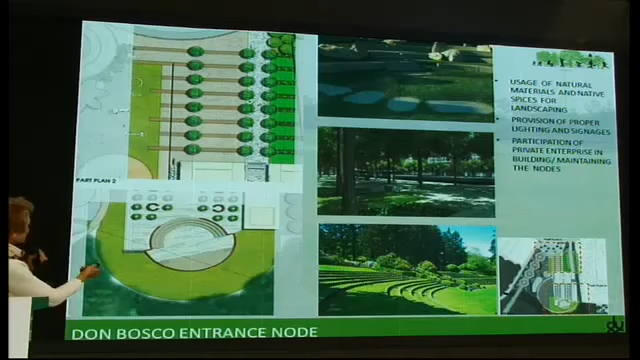 USAGE OF NATURAL
MATERIALS AND NATIVE
SPICES FOR
LANDSCAPING
PROVISION OF PROPER
LIGHTING AND SIGNAGES
PARTICIPATION OF
PRIVATE ENTERPRISE IN
BUILDING/ MAINTAINING
THE NODES
PART PLAN 2
DON BOSCO ENTRANCE NODE